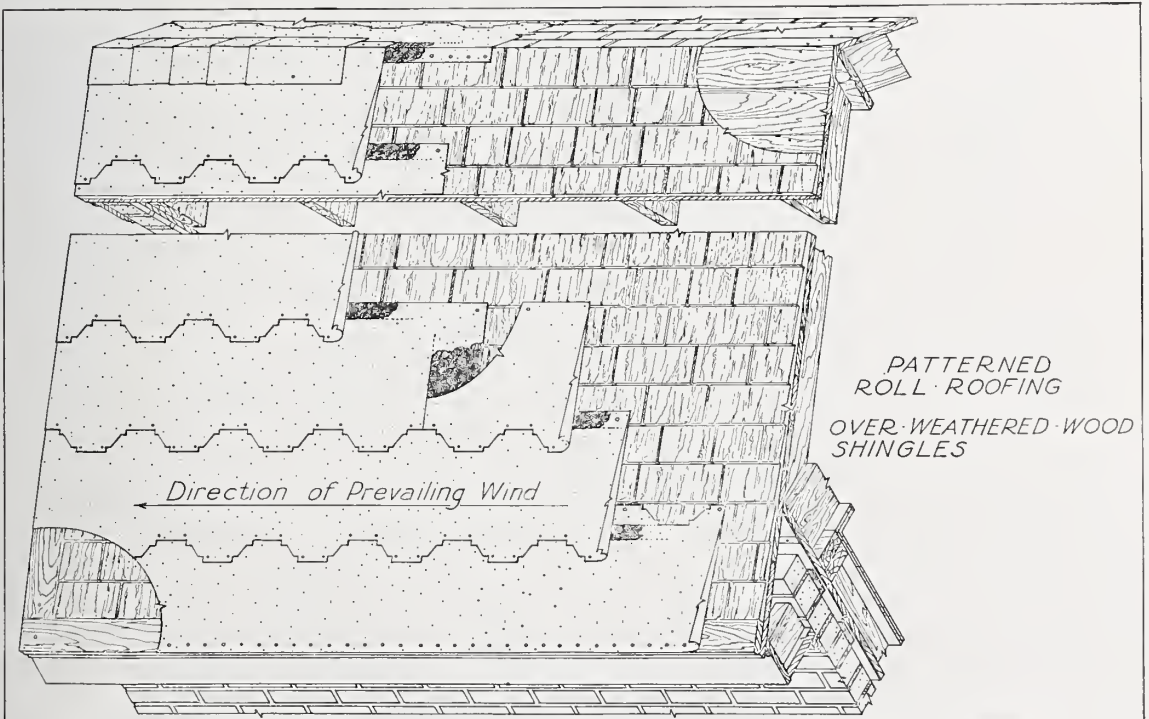 PATTERNED
ROLL·ROOFING
OVER·WEATHERED·WOOD
SHINGLES
Direction of Prevailing Wind